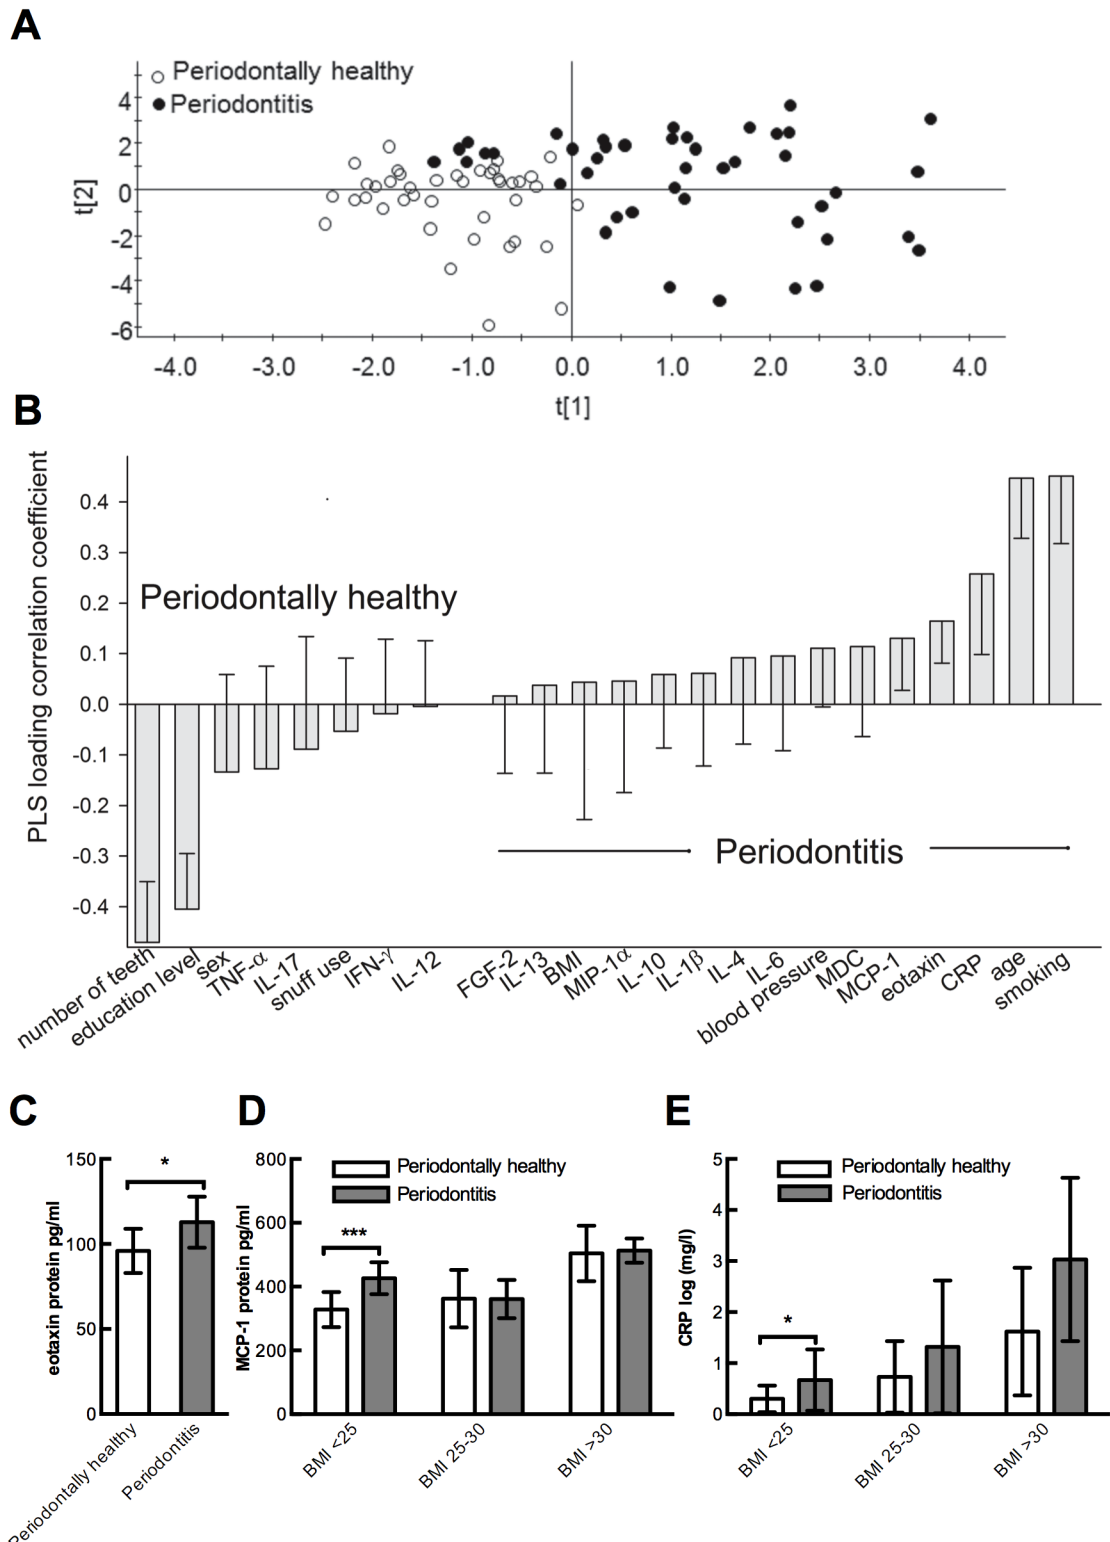 A
Periodontally healthy
Periodontitis
4
2
0
-2
-4
-6
t[2]
-4.0 -3.0 -2.0 -1.0 0.0 1.0 2.0 3.0 4.0
t[1]
B
PLS loading correlation coefficient
0.4
0.3
0.2
0.1
0.0
-0.1
-0.2
-0.3
-0.4
Periodontally healthy
Periodontitis
number of teeth
education level
sex
TNF-α
IL-17
snuff use
IFN-γ
IL-12
FGF-2
IL-13
BMI
MIP-1α
IL-10
IL-1β
IL-4
IL-6
blood pressure
MDC
MCP-1
eotaxin
CRP
age
smoking
C
eotaxin protein pg/ml
150
100
50
0
*
Periodontally healthy
Periodontitis
D
MCP-1 protein pg/ml
800
600
400
200
0
Periodontally healthy
Periodontitis
***
BMI <25
BMI 25-30
BMI >30
E
CRP log (mg/l)
5
4
3
2
1
0
Periodontally healthy
Periodontitis
*
BMI <25
BMI 25-30
BMI >30